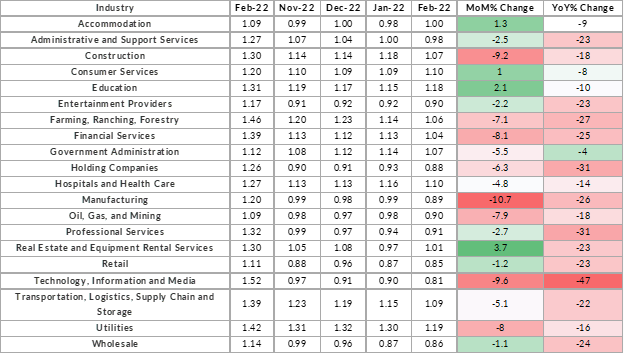 Industry Feb-22 Nov-22 Dec-22 Jan-22 Feb-22 MoM% Change YoY% Change
Accommodation 1.09 0.99 1.00 0.98 1.00 1.3 -9
Administrative and Support Services 1.27 1.07 1.04 1.00 0.98 -2.5 -23
Construction 1.30 1.14 1.14 1.18 1.07 -9.2 -18
Consumer Services 1.20 1.10 1.09 1.09 1.10 1 -8
Education 1.31 1.19 1.17 1.15 1.18 2.1 -10
Entertainment Providers 1.17 0.91 0.92 0.92 0.90 -2.2 -23
Farming, Ranching, Forestry 1.46 1.20 1.23 1.14 1.06 -7.1 -27
Financial Services 1.39 1.13 1.12 1.13 1.04 -8.1 -25
Government Administration 1.12 1.08 1.12 1.14 1.07 -5.5 -4
Holding Companies 1.26 0.90 0.91 0.93 0.88 -6.3 -31
Hospitals and Health Care 1.27 1.13 1.13 1.16 1.10 -4.8 -14
Manufacturing 1.20 0.99 0.98 0.99 0.89 -10.7 -26
Oil, Gas, and Mining 1.09 0.98 0.97 0.98 0.90 -7.9 -18
Professional Services 1.32 0.99 0.97 0.94 0.91 -2.7 -31
Real Estate and Equipment Rental Services 1.30 1.05 1.08 0.97 1.01 3.7 -23
Retail 1.11 0.88 0.96 0.87 0.85 -1.2 -23
Technology, Information and Media 1.52 0.97 0.91 0.90 0.81 -9.6 -47
Transportation, Logistics, Supply Chain and
Storage 1.39 1.23 1.19 1.15 1.09 -5.1 -22
Utilities 1.42 1.31 1.32 1.30 1.19 -8 -16
Wholesale 1.14 0.99 0.96 0.87 0.86 -1.1 -24